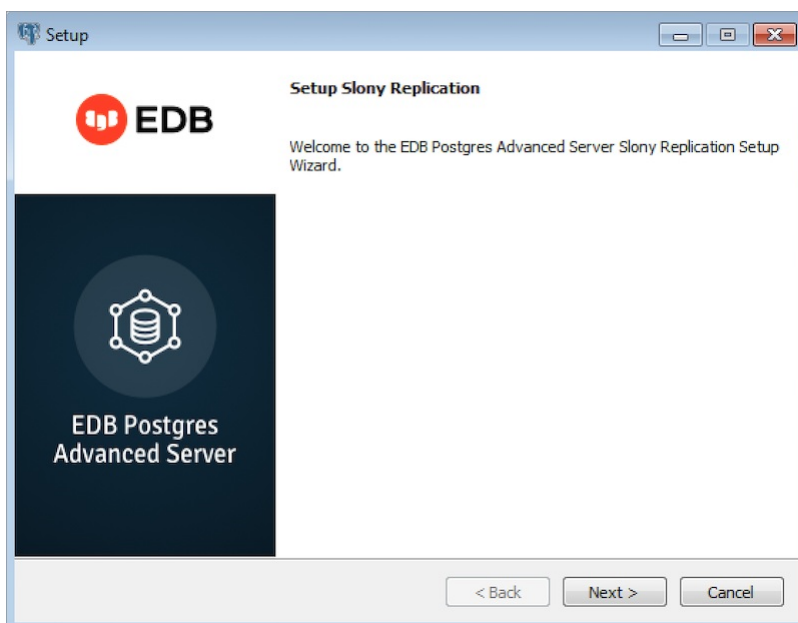 Setup
EDB
Setup Slony Replication
Welcome to the EDB Postgres Advanced Server Slony Replication Setup
Wizard.
EDB Postgres
Advanced Server
< Back
Next >
Cancel